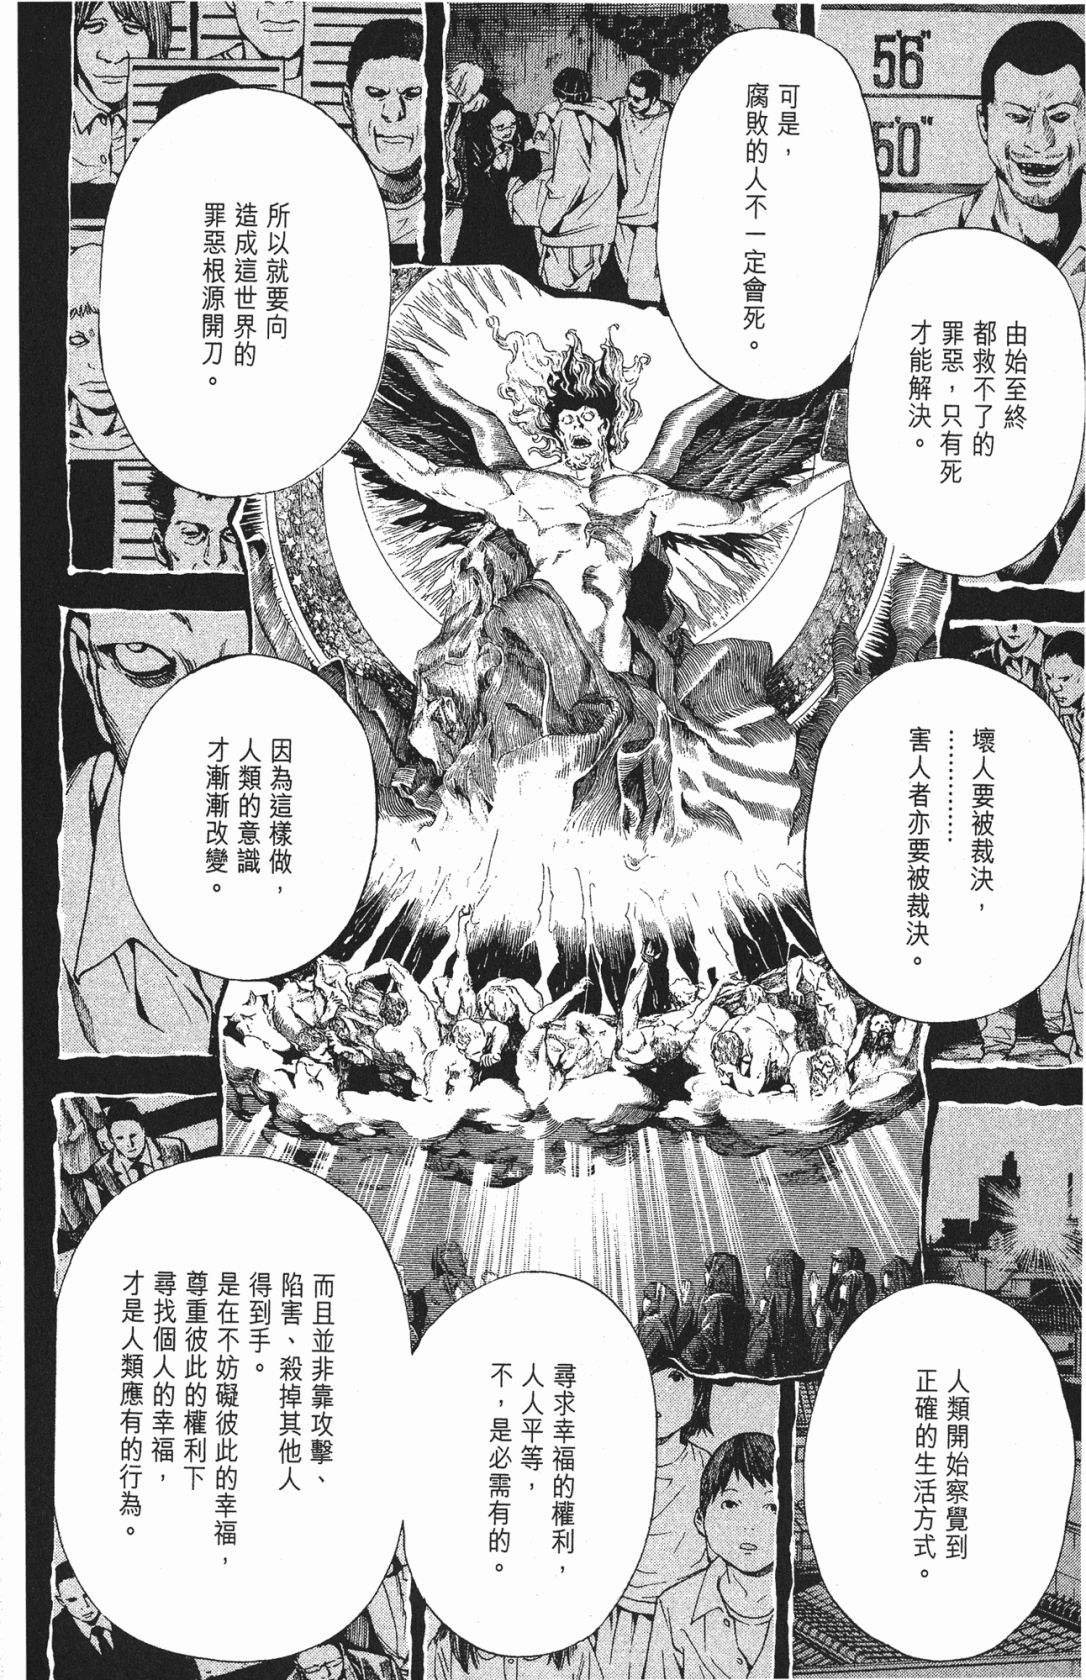 5'6"
5'0"
由始至終
都救不了的
罪惡，只有死
才能解決。
可是，
腐敗的人不一定會死。
所以就要向
造成這世界的
罪惡根源開刀。
壞人要被裁決，
…………
害人者亦要被裁決。
因為這樣做，
人類的意識
才漸漸改變。
人類開始察覺到
正確的生活方式。
尋求幸福的權利，
人人平等，
不，是必需有的。
而且並非靠攻擊、
陷害、殺掉其他人
得到手。
是在不妨礙彼此的幸福，
尊重彼此的權利下
尋找個人的幸福，
才是人類應有的行為。